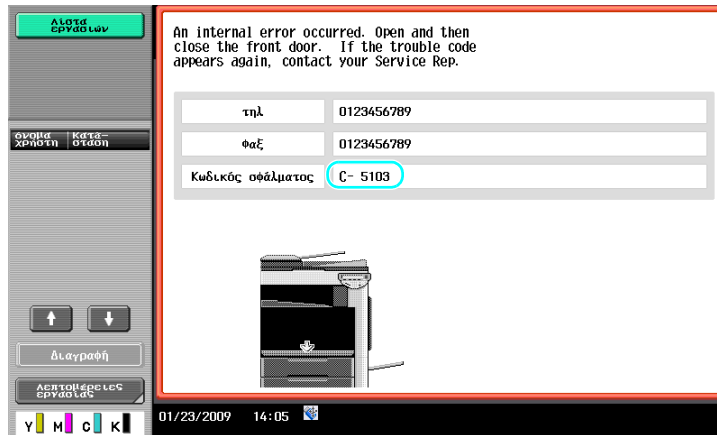 Λίστα
εργασιών
An internal error occurred. Open and then
close the front door. If the trouble code
appears again, contact your Service Rep.
τηλ
0123456789
όνομα
χρήστη
Κατά-
σταση
Φαξ
0123456789
Κωδικός σφάλματος
C- 5103
Διαγραφή
Λεπτομέρειες
εργασίας
Y M C K
01/23/2009 14:05